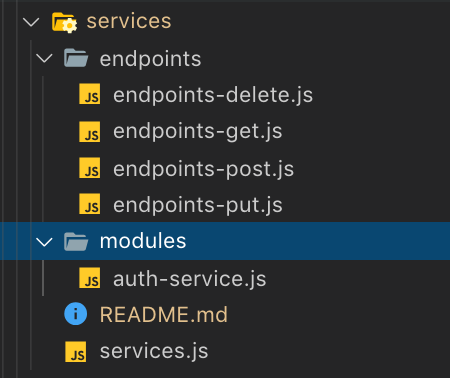 services
endpoints
JS endpoints-delete.js
JS endpoints-get.js
JS endpoints-post.js
JS endpoints-put.js
modules
JS auth-service.js
i README.md
JS services.js